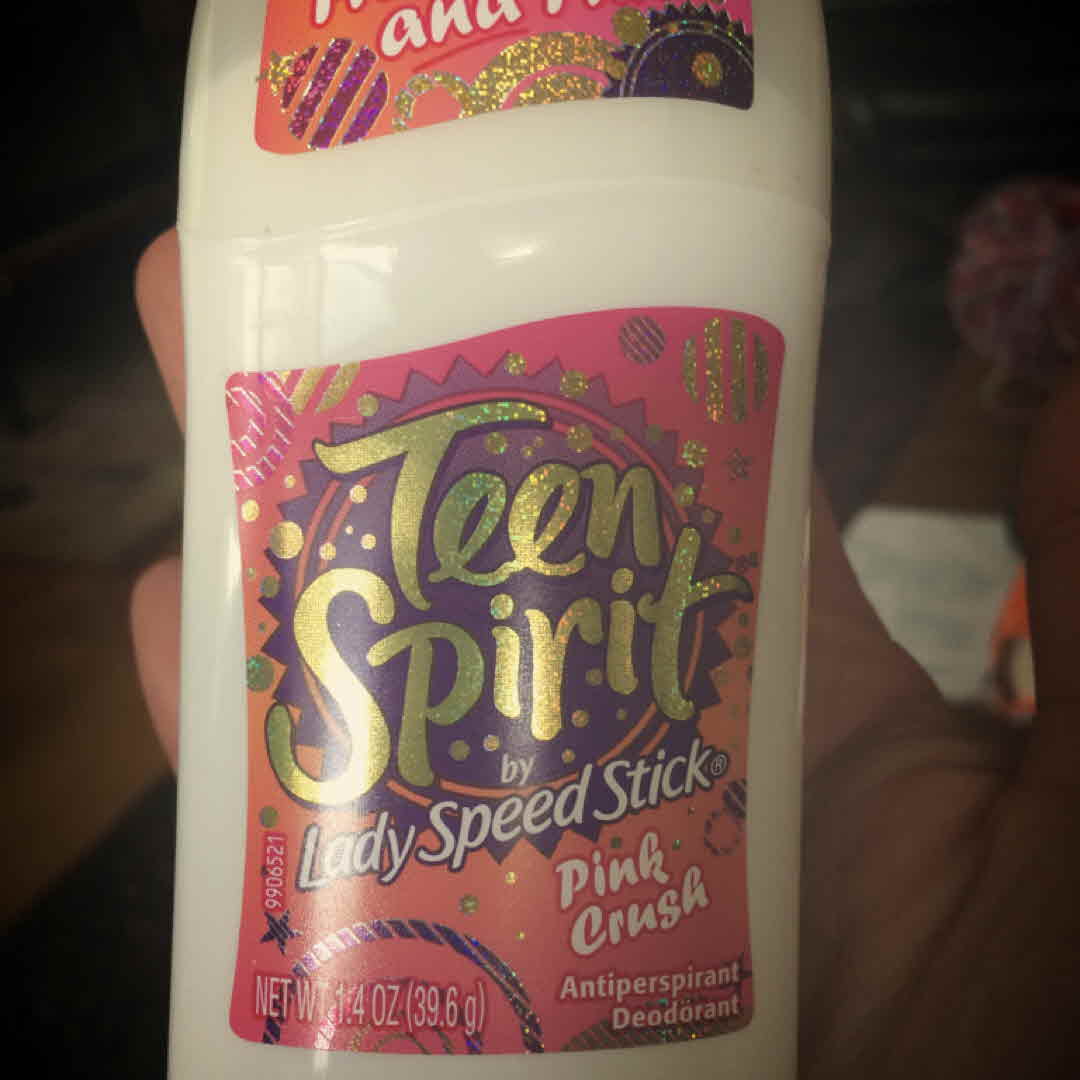 and
Teen
Spirit
by
Lady Speed Stick®
Pink
Crush
9906521
NET WT 1.4 OZ (39.6 g)
Antiperspirant
Deodorant